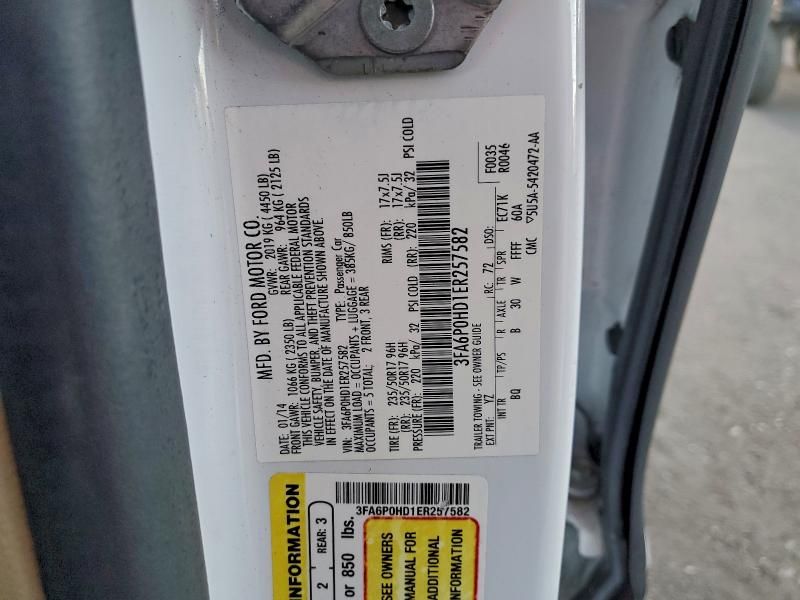 MFD. BY FORD MOTOR CO.
DATE: 01/14 GVWR: 2019 KG ( 4450 LB)
FRONT GAWR: 1066 KG ( 2350 LB) REAR GAWR: 964 KG ( 2125 LB)
THIS VEHICLE CONFORMS TO ALL APPLICABLE FEDERAL MOTOR
VEHICLE SAFETY, BUMPER, AND THEFT PREVENTION STANDARDS
IN EFFECT ON THE DATE OF MANUFACTURE SHOWN ABOVE.
VIN: 3FA6P0HD1ER257582 TYPE: Passenger Car
MAXIMUM LOAD = OCCUPANTS + LUGGAGE = 385KG/ 850LB
OCCUPANTS = 5 TOTAL; 2 FRONT, 3 REAR
TIRE (FR): 235/50R17 96H RIMS (FR): 17x7.5J
(RR): 235/50R17 96H (RR): 17x7.5J
PRESSURE (FR): 220 kPa/ 32 PSI COLD (RR): 220 kPa/ 32 PSI COLD
3FA6P0HD1ER257582
TRAILER TOWING - SEE OWNER GUIDE F0035
R0046
EXT PNT: YZ RC: 72 DSO:
INT TR TP/PS R AXLE TR SPR EC71K
BQ B 30 W FFFF 60A
CMC ▽5U5A-5420472-AA
3FA6P0HD1ER257582
INFORMATION
2 REAR: 3
or 850 lbs.
SEE OWNERS
MANUAL FOR
ADDITIONAL
INFORMATION